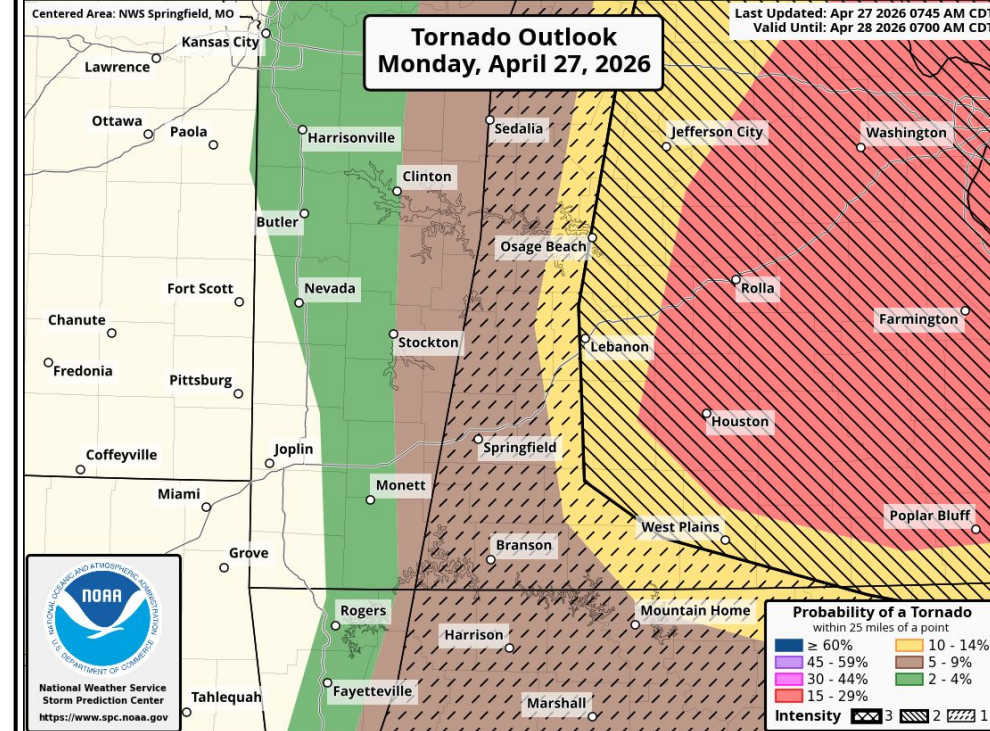 Centered Area: NWS Springfield, MO
Tornado Outlook
Monday, April 27, 2026
Last Updated: Apr 27 2026 0745 AM CDT
Valid Until: Apr 28 2026 0700 AM CDT
Kansas City
Lawrence
Ottawa
Paola
Harrisonville
Sedalia
Jefferson City
Washington
Clinton
Butler
Osage Beach
Fort Scott
Nevada
Rolla
Chanute
Farmington
Stockton
Lebanon
Fredonia
Pittsburg
Houston
Coffeyville
Joplin
Springfield
Miami
Monett
Poplar Bluff
West Plains
Grove
Branson
Rogers
Mountain Home
Harrison
Tahlequah
Fayetteville
Marshall
NATIONAL OCEANIC AND ATMOSPHERIC ADMINISTRATION
NOAA
U.S. DEPARTMENT OF COMMERCE
National Weather Service
Storm Prediction Center
https://www.spc.noaa.gov
Probability of a Tornado
within 25 miles of a point
≥ 60%
45 - 59%
30 - 44%
15 - 29%
10 - 14%
5 - 9%
2 - 4%
Intensity 3 2 1